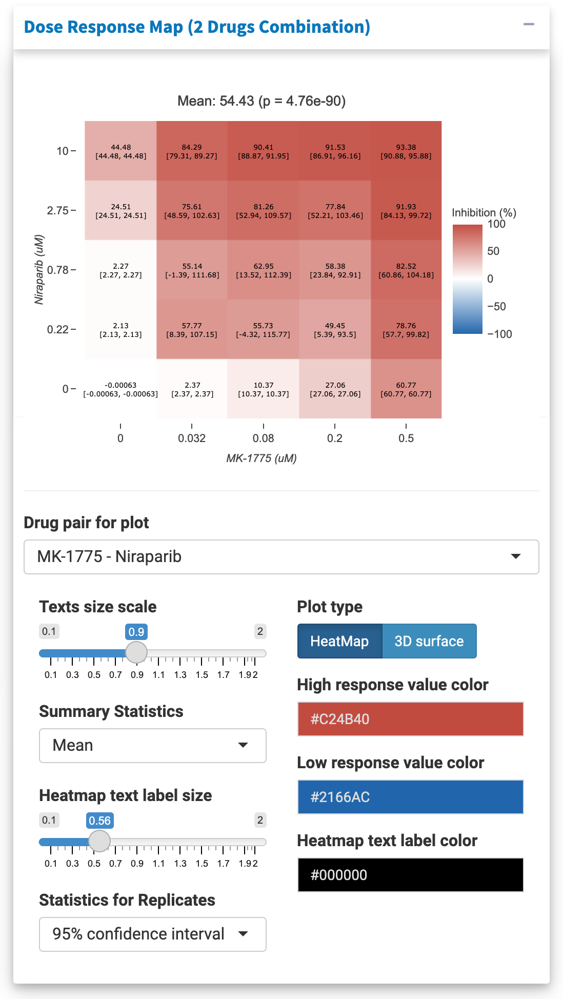 Dose Response Map (2 Drugs Combination)
Mean: 54.43 (p = 4.76e-90)
10
44.48
[44.48, 44.48]
84.29
[79.31, 89.27]
90.41
[88.87, 91.95]
91.53
[86.91, 96.16]
93.38
[90.88, 95.88]
2.75
24.51
[24.51, 24.51]
75.61
[48.59, 102.63]
81.26
[52.94, 109.57]
77.84
[52.21, 103.46]
91.93
[84.13, 99.72]
0.78
2.27
[2.27, 2.27]
55.14
[-1.39, 111.68]
62.95
[13.52, 112.39]
58.38
[23.84, 92.91]
82.52
[60.86, 104.18]
0.22
2.13
[2.13, 2.13]
57.77
[8.39, 107.15]
55.73
[-4.32, 115.77]
49.45
[5.39, 93.5]
78.76
[57.7, 99.82]
0
-0.00063
[-0.00063, -0.00063]
2.37
[2.37, 2.37]
10.37
[10.37, 10.37]
27.06
[27.06, 27.06]
60.77
[60.77, 60.77]
Niraparib (uM)
0 0.032 0.08 0.2 0.5
MK-1775 (uM)
Inhibition (%)
100
50
0
−50
−100
Drug pair for plot
MK-1775 - Niraparib
Texts size scale
0.1 0.9 2
0.1 0.3 0.5 0.7 0.9 1.1 1.3 1.5 1.7 1.9 2
Summary Statistics
Mean
Heatmap text label size
0.1 0.56 2
0.1 0.3 0.5 0.7 0.9 1.1 1.3 1.5 1.7 1.9 2
Statistics for Replicates
95% confidence interval
Plot type
HeatMap 3D surface
High response value color
#C24B40
Low response value color
#2166AC
Heatmap text label color
#000000